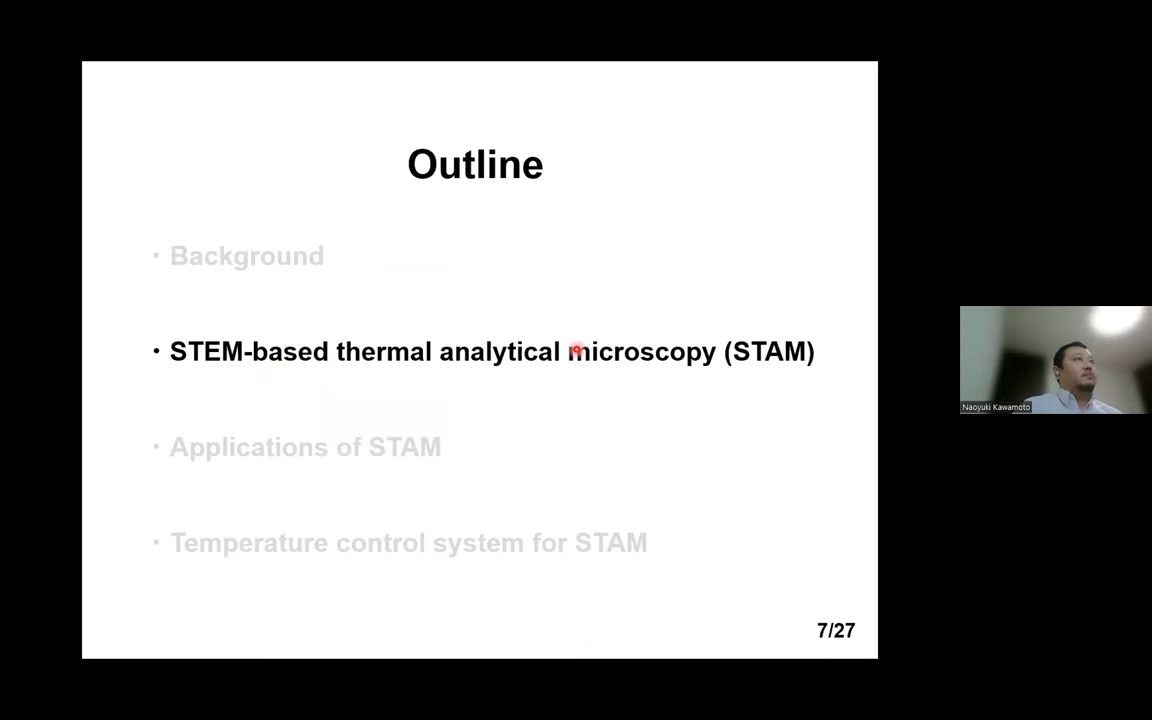 Outline
・Background
・STEM-based thermal analytical microscopy (STAM)
・Applications of STAM
・Temperature control system for STAM
7/27
Naoyuki Kawamoto